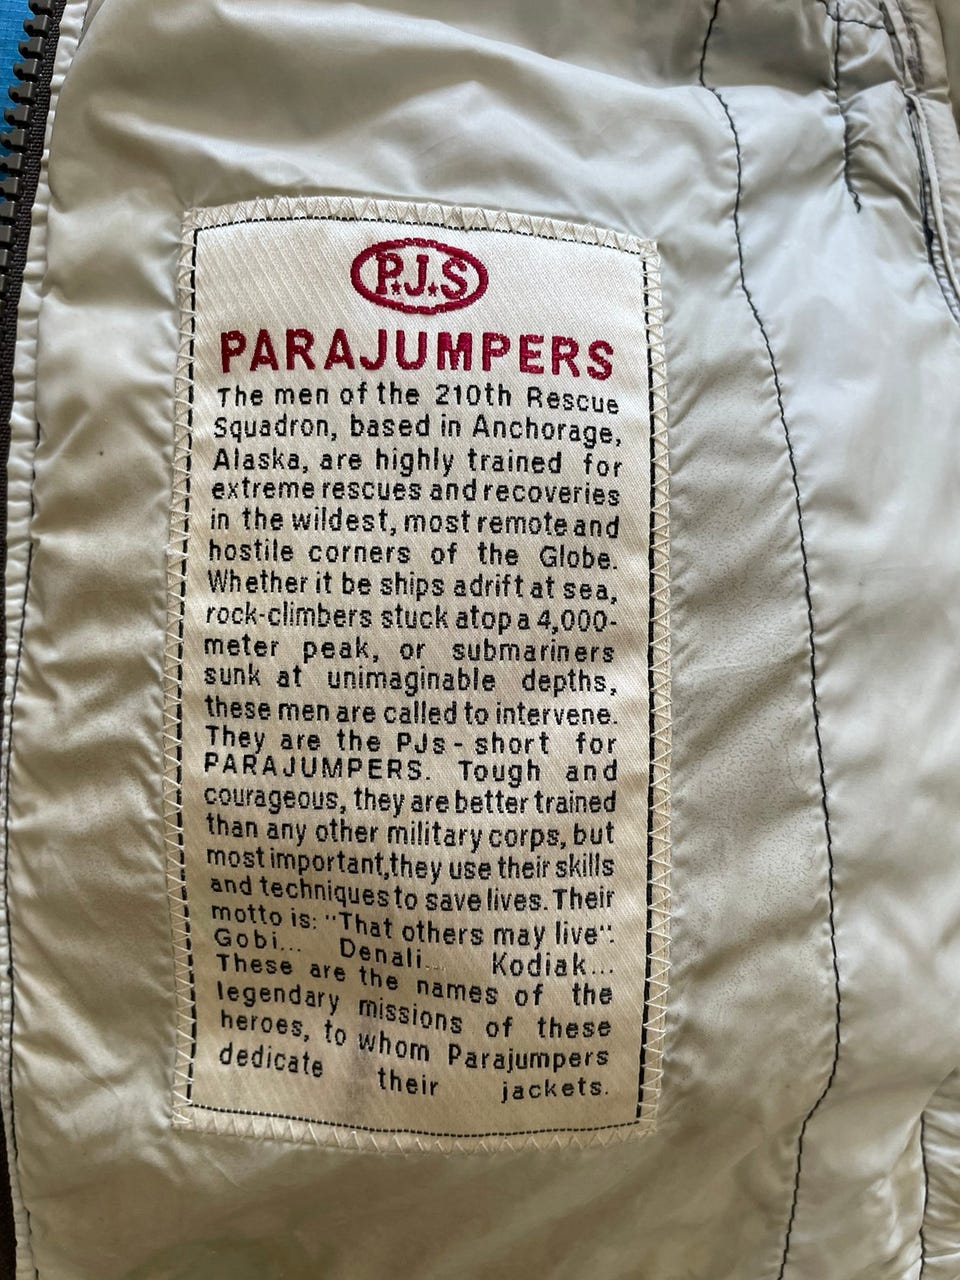 P.J.S
PARAJUMPERS
The men of the 210th Rescue
Squadron, based in Anchorage,
Alaska, are highly trained for
extreme rescues and recoveries
in the wildest, most remote and
hostile corners of the Globe.
Whether it be ships adrift at sea,
rock-climbers stuck atop a 4,000-
meter peak, or submariners
sunk at unimaginable depths,
these men are called to intervene.
They are the PJs - short for
PARAJUMPERS. Tough and
courageous, they are better trained
than any other military corps, but
most important,they use their skills
and techniques to save lives. Their
motto is: "That others may live".
Gobi... Denali... Kodiak...
These are the names of the
legendary missions of these
heroes, to whom Parajumpers
dedicate their jackets.